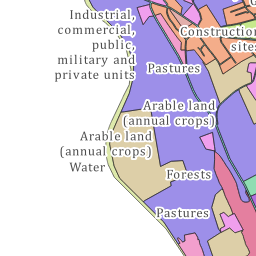 Industrial,
commercial,
public,
military and
private units
Construction
sites
Pastures
Arable land
(annual crops)
Arable land
(annual crops)
Water
Forests
Pastures